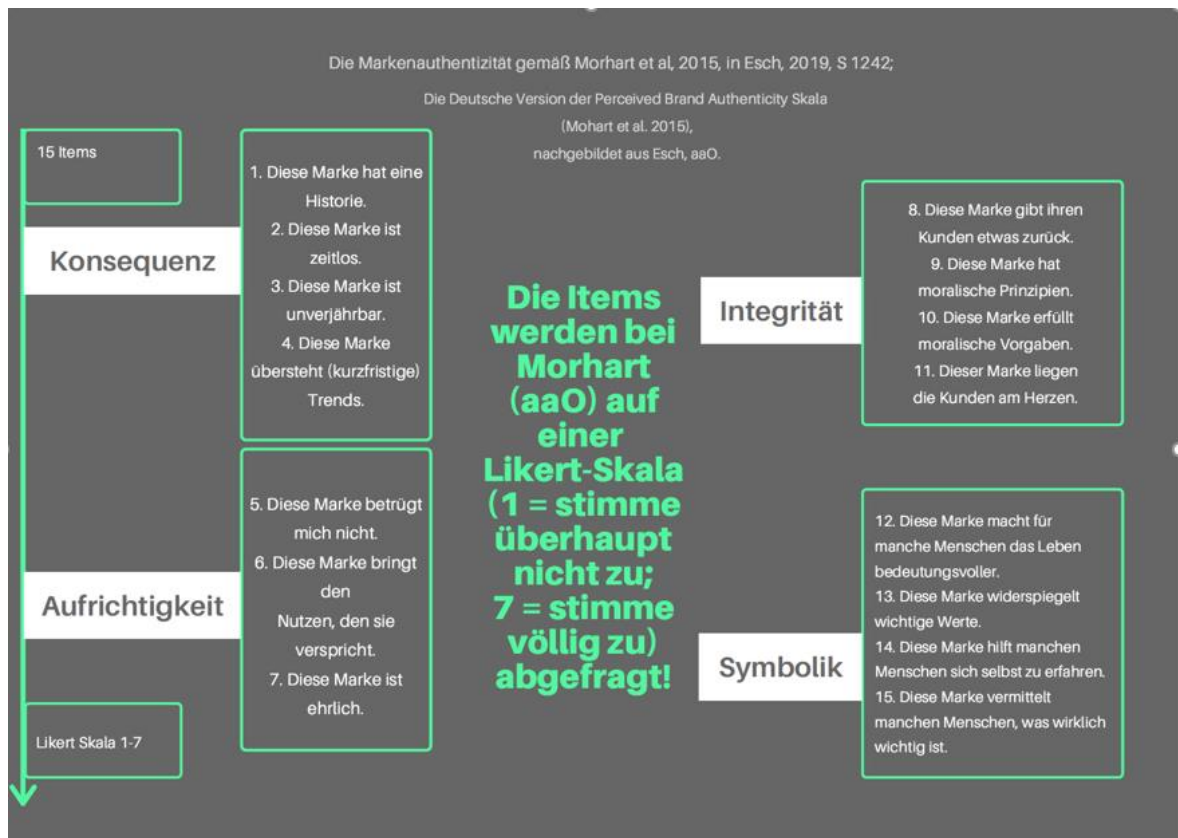 Die Markenauthentizität gemäß Morhart et al, 2015, in Esch, 2019, S 1242;
Die Deutsche Version der Perceived Brand Authenticity Skala
(Mohart et al. 2015),
nachgebildet aus Esch, aaO.
15 Items
Konsequenz
1. Diese Marke hat eine
Historie.
2. Diese Marke ist
zeitlos.
3. Diese Marke ist
unverjährbar.
4. Diese Marke
übersteht (kurzfristige)
Trends.
Aufrichtigkeit
5. Diese Marke betrügt
mich nicht.
6. Diese Marke bringt
den
Nutzen, den sie
verspricht.
7. Diese Marke ist
ehrlich.
Likert Skala 1-7
Die Items
werden bei
Morhart
(aaO) auf
einer
Likert-Skala
(1 = stimme
überhaupt
nicht zu;
7 = stimme
völlig zu)
abgefragt!
Integrität
8. Diese Marke gibt ihren
Kunden etwas zurück.
9. Diese Marke hat
moralische Prinzipien.
10. Diese Marke erfüllt
moralische Vorgaben.
11. Dieser Marke liegen
die Kunden am Herzen.
Symbolik
12. Diese Marke macht für
manche Menschen das Leben
bedeutungsvoller.
13. Diese Marke widerspiegelt
wichtige Werte.
14. Diese Marke hilft manchen
Menschen sich selbst zu erfahren.
15. Diese Marke vermittelt
manchen Menschen, was wirklich
wichtig ist.